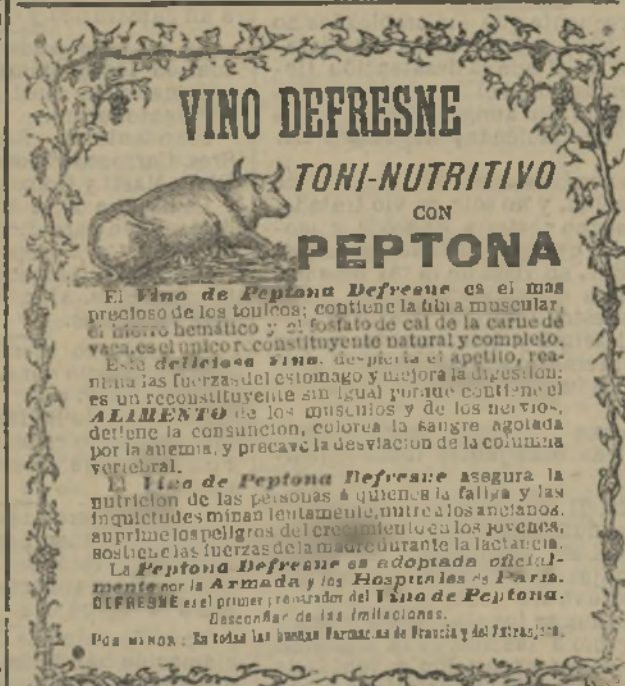 VINO DEFRESNE
TONI-NUTRITIVO
CON
PEPTONA
El Vino de Peptona Defresne es el mas
precioso de los tonicos; contiene la fibra muscular,
el hierro hemático y el fosfato de cal de la carne de
vaca, es el unico reconstituyente natural y completo.
Este delicioso Vino, despierta el apetito, rea-
nima las fuerzas del estomago y mejora la digestion:
es un reconstituyente sin igual porque contiene el
ALIMENTO de los musculos y de los nervios,
detiene la consuncion, colorea la sangre agotada
por la anemia, y precave la desviacion de la columna
vertebral.
El Vino de Peptona Defresne asegura la
nutricion de las personas á quienes la fatiga y las
inquietudes minan lentamente, nutre a los ancianos,
suprime los peligros del crecimiento en los jovenes,
sostiene las fuerzas de la madre durante la lactancia.
La Peptona Defresne es adoptada oficial-
mente por la Armada y los Hospitales de Paris.
DEFRESNE es el primer preparador del Vino de Peptona.
Desconfiar de las imitaciones.
POR MENOR: En todas las buenas Farmacias de Francia y del Extranjero.